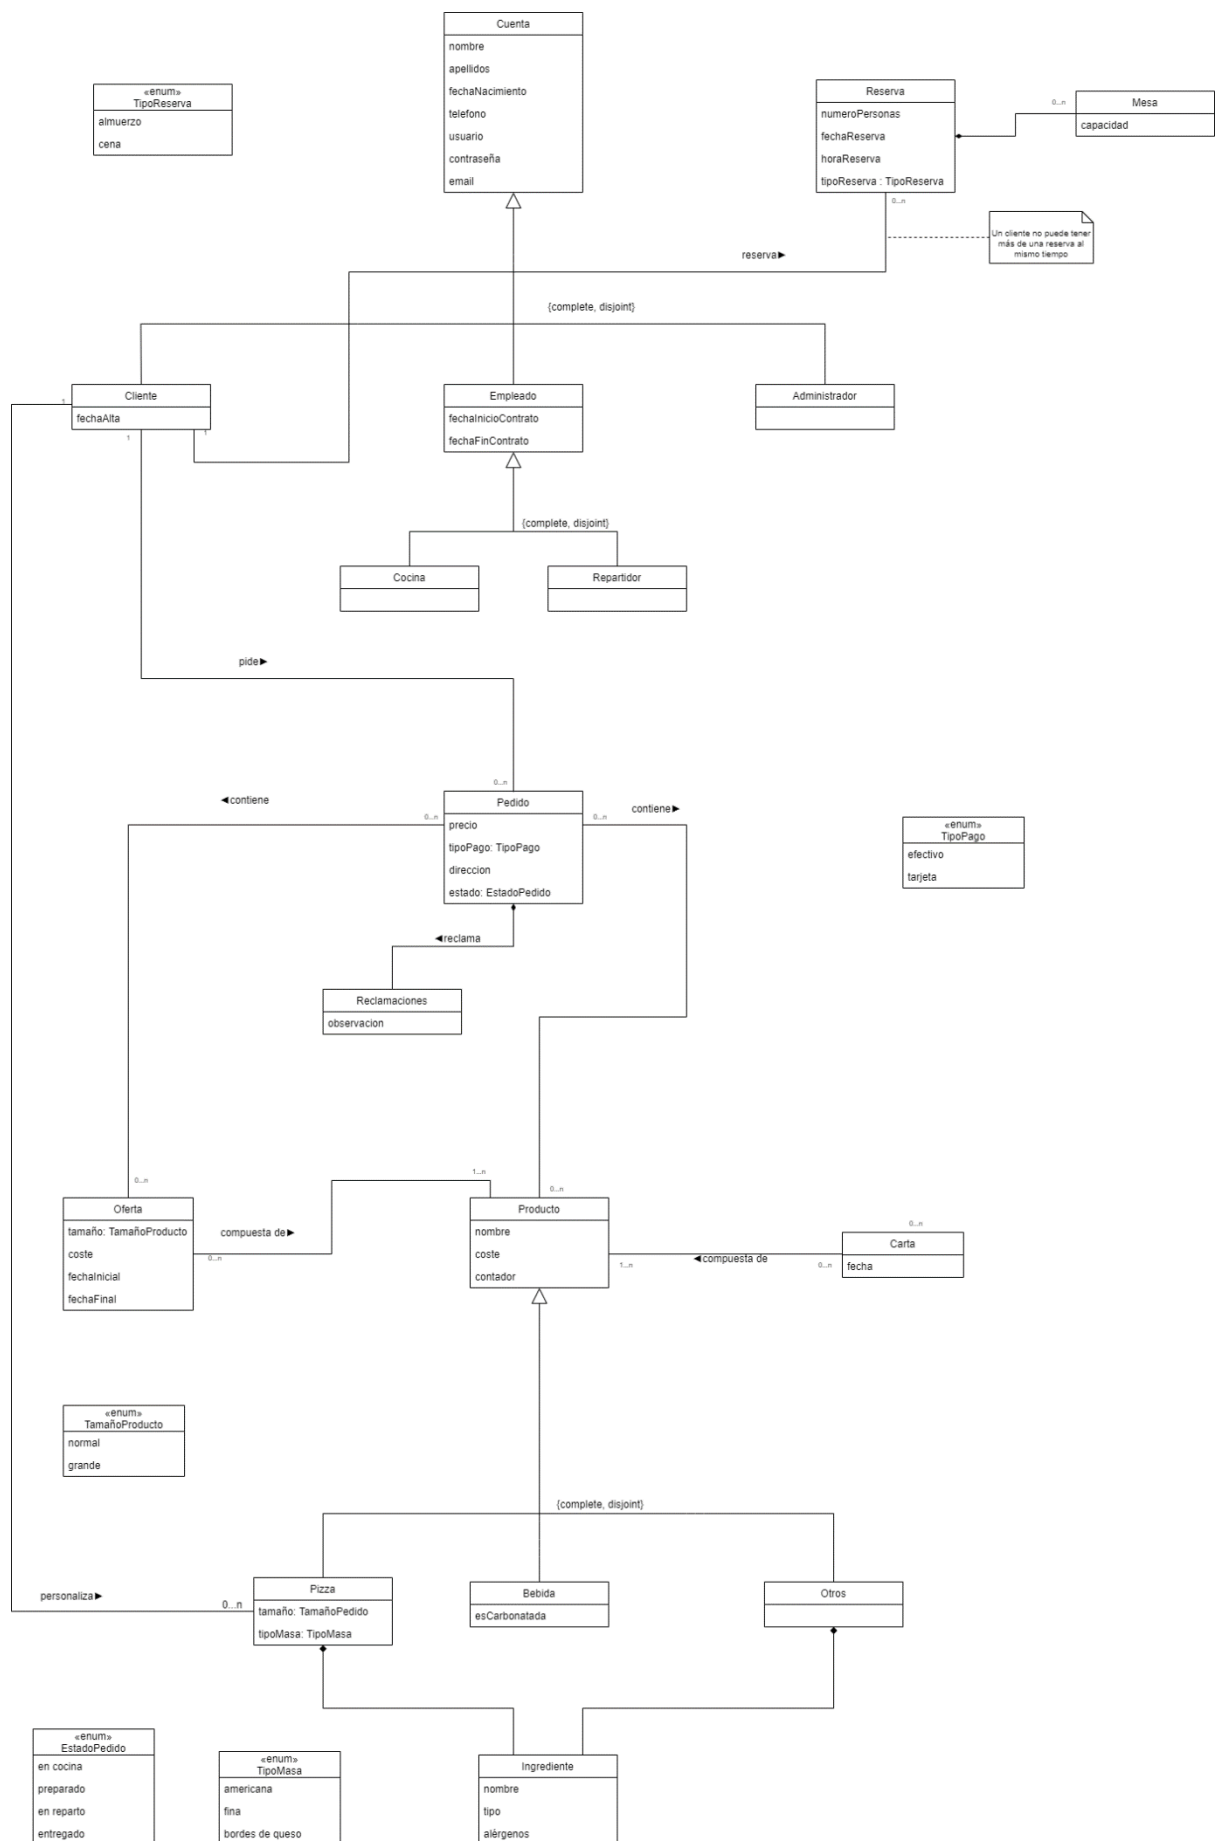 Cuenta
nombre
apellidos
fechaNacimiento
telefono
usuario
contraseña
email
«enum»
TipoReserva
almuerzo
cena
Reserva
numeroPersonas
fechaReserva
horaReserva
tipoReserva : TipoReserva
0...n
0...n
Mesa
capacidad
Un cliente no puede tener
más de una reserva al
mismo tiempo
reserva►
{complete, disjoint}
Cliente
fechaAlta
1
1
1
Empleado
fechaInicioContrato
fechaFinContrato
Administrador
{complete, disjoint}
Cocina
Repartidor
pide►
0...n
◄contiene
0...n
Pedido
precio
tipoPago: TipoPago
direccion
estado: EstadoPedido
contiene►
0...n
«enum»
TipoPago
efectivo
tarjeta
◄reclama
Reclamaciones
observacion
0...n
Oferta
tamaño: TamañoProducto
coste
fechaInicial
fechaFinal
compuesta de►
0...n
1...n
0...n
Producto
nombre
coste
contador
1...n
◄compuesta de
0...n
0...n
Carta
fecha
«enum»
TamañoProducto
normal
grande
{complete, disjoint}
personaliza►
0...n
Pizza
tamaño: TamañoPedido
tipoMasa: TipoMasa
Bebida
esCarbonatada
Otros
«enum»
EstadoPedido
en cocina
preparado
en reparto
entregado
«enum»
TipoMasa
americana
fina
bordes de queso
Ingrediente
nombre
tipo
alérgenos